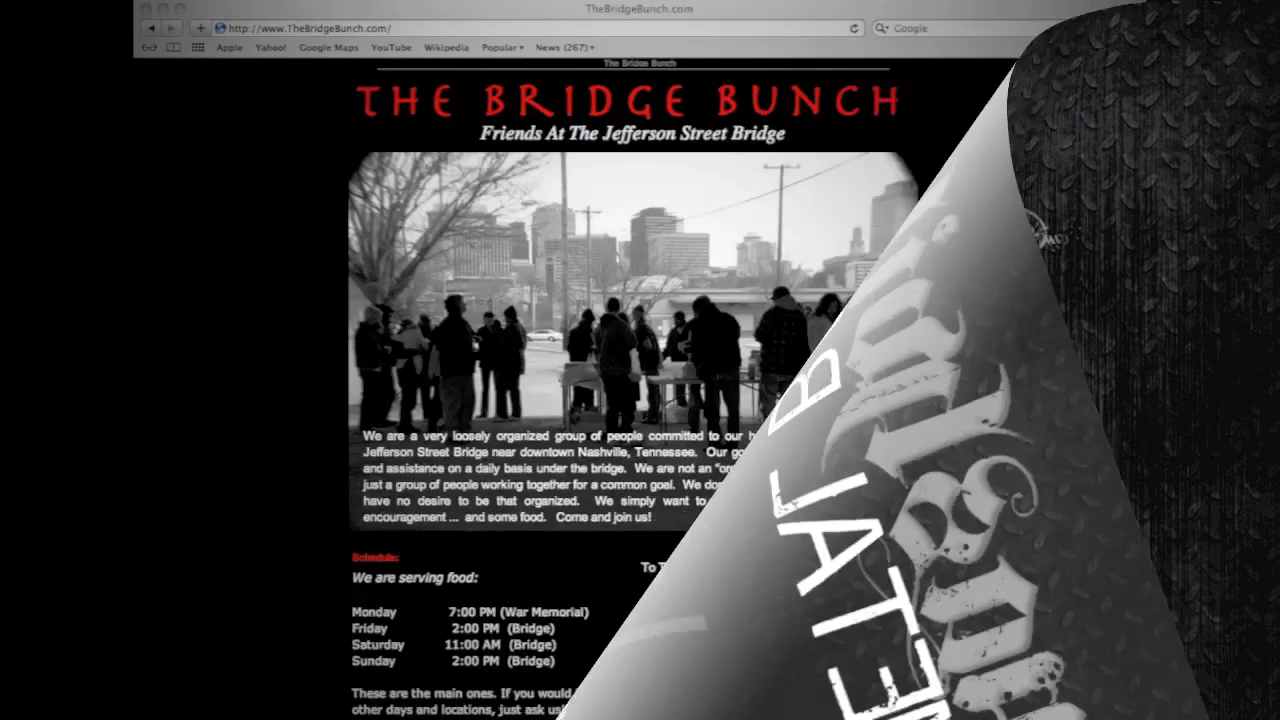 TheBridgeBunch.com
http://www.TheBridgeBunch.com/
Google
Apple Yahoo! Google Maps YouTube Wikipedia Popular News (267)
The Bridge Bunch
THE BRIDGE BUNCH
Friends At The Jefferson Street Bridge
We are a very loosely organized group of people committed to our
Jefferson Street Bridge near downtown Nashville, Tennessee. Our
and assistance on a daily basis under the bridge. We are not an
just a group of people working together for a common goal. We
have no desire to be that organized. We simply want to
encouragement ... and some food. Come and join us!
Schedule:
To
We are serving food:
Monday 7:00 PM (War Memorial)
Friday 2:00 PM (Bridge)
Saturday 11:00 AM (Bridge)
Sunday 2:00 PM (Bridge)
These are the main ones. If you would
other days and locations, just ask us!
METAL